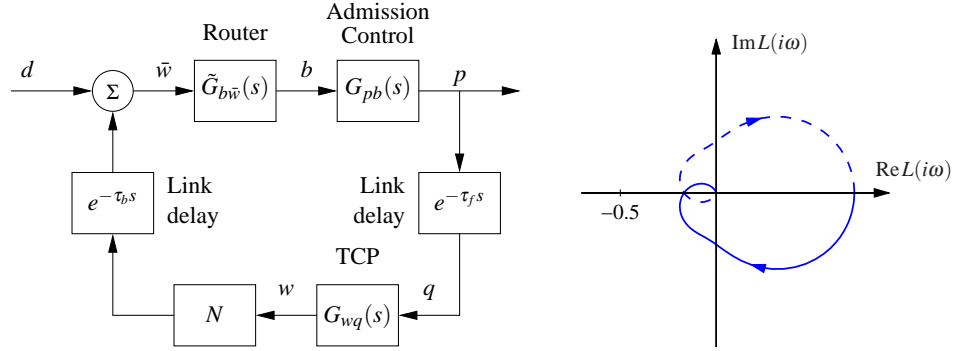 Admission
Router Control
d w̄ b p
Σ G̃_{bw̄}(s) G_{pb}(s)
e^{−τ_b s} Link delay Link delay e^{−τ_f s}
TCP
w q
N G_{wq}(s)
Im L(iω)
Re L(iω)
−0.5